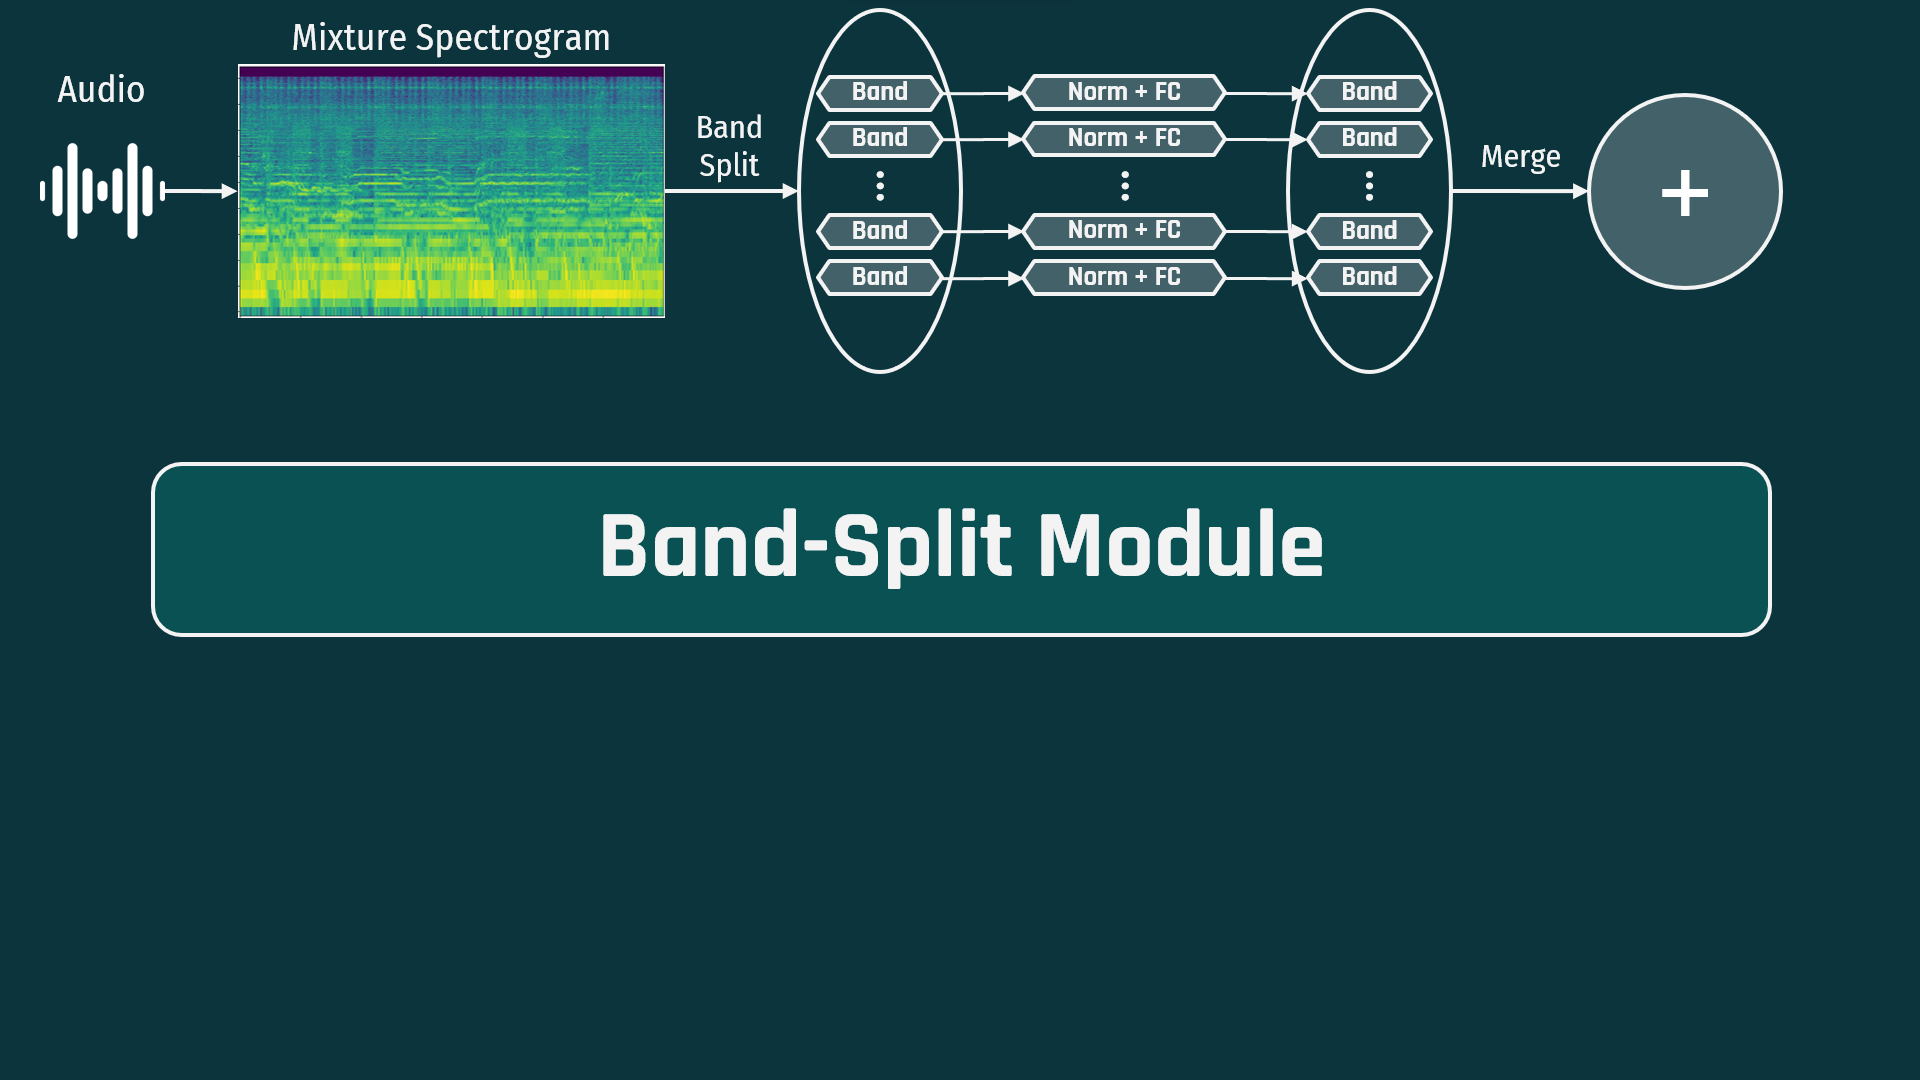 Mixture Spectrogram
Audio
Band
Split
Band Norm + FC Band
Band Norm + FC Band
Band Norm + FC Band
Band Norm + FC Band
Merge
+
Band-Split Module